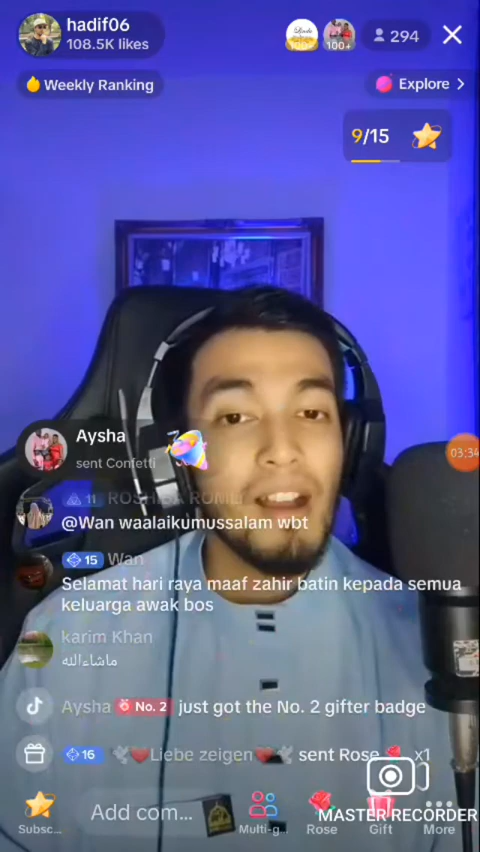 hadif06
108.5K likes
100+
294
Weekly Ranking
Explore
9/15
Aysha
sent Confetti
03:34
11 ROSHIBA ROMLI
@Wan waalaikumussalam wbt
15 Wan
Selamat hari raya maaf zahir batin kepada semua
keluarga awak bos
karim Khan
ماشاءالله
Aysha No. 2 just got the No. 2 gifter badge
16 🕊️❤️Liebe zeigen❤️🕊️ sent Rose x1
Add com...
MASTER RECORDER
Subsc... Multi-g... Rose Gift More